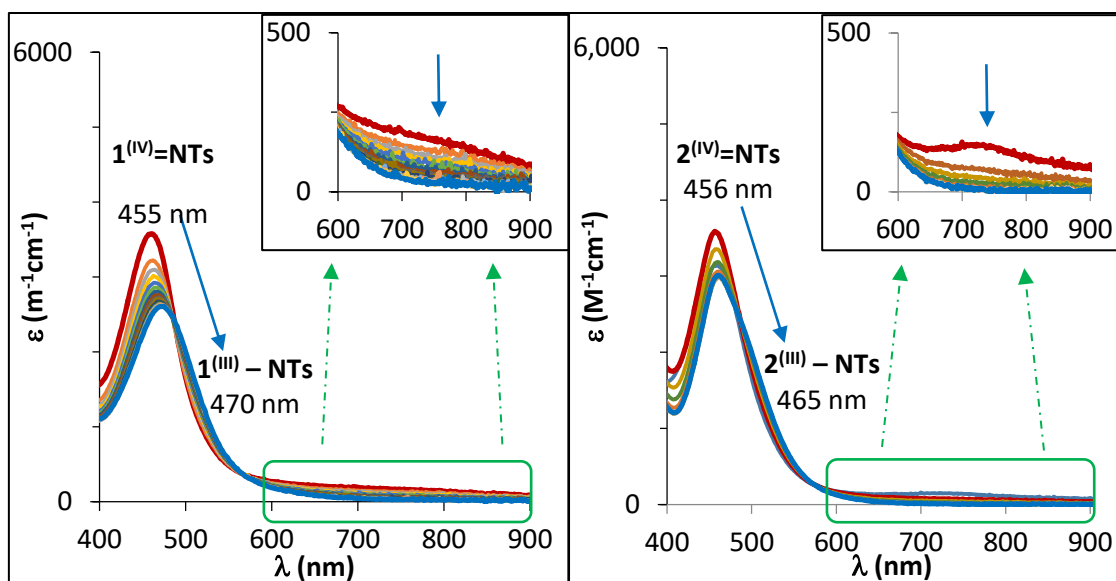 6000
ε (m⁻¹cm⁻¹)
0
400
500
600
700
800
900
λ (nm)
1⁽ᴵⱽ⁾=NTs
455 nm
1⁽ᴵᴵᴵ⁾ – NTs
470 nm
500
0
600
700
800
900
6,000
ε (M⁻¹cm⁻¹)
0
400
500
600
700
800
900
λ (nm)
2⁽ᴵⱽ⁾=NTs
456 nm
2⁽ᴵᴵᴵ⁾ – NTs
465 nm
500
0
600
700
800
900